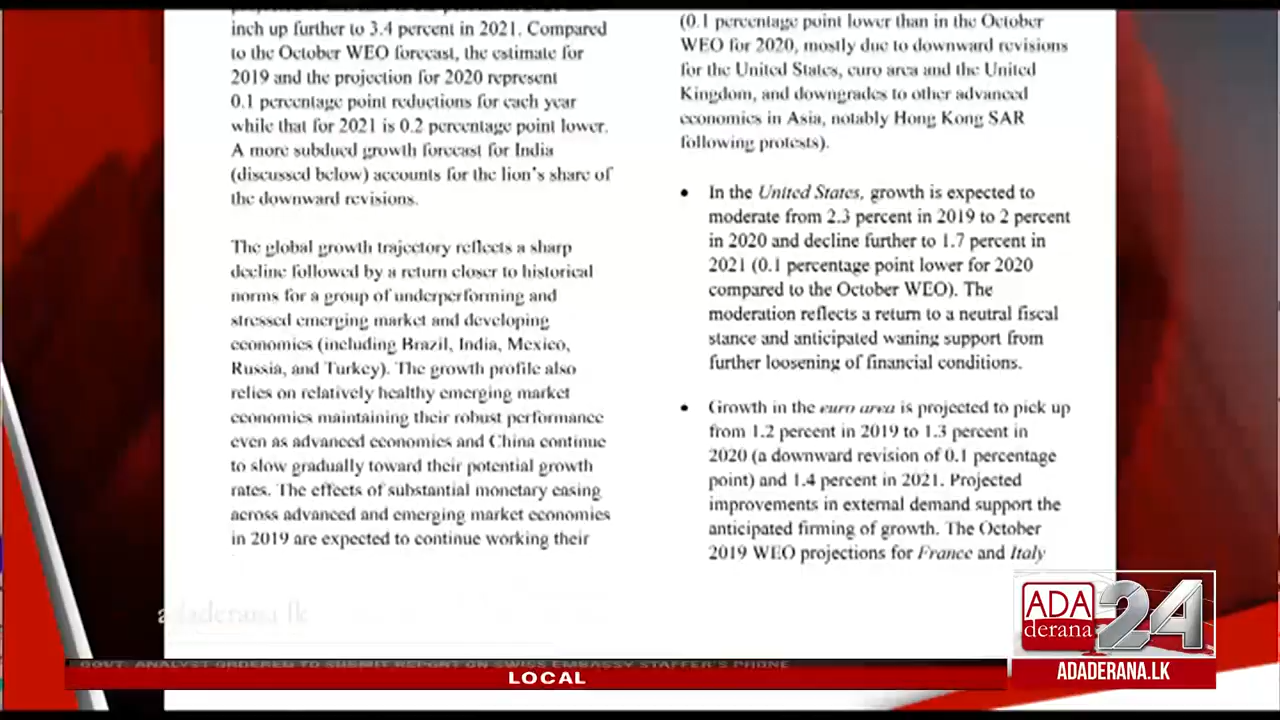 inch up further to 3.4 percent in 2021. Compared
to the October WEO forecast, the estimate for
2019 and the projection for 2020 represent
0.1 percentage point reductions for each year
while that for 2021 is 0.2 percentage point lower.
A more subdued growth forecast for India
(discussed below) accounts for the lion's share of
the downward revisions.
The global growth trajectory reflects a sharp
decline followed by a return closer to historical
norms for a group of underperforming and
stressed emerging market and developing
economies (including Brazil, India, Mexico,
Russia, and Turkey). The growth profile also
relies on relatively healthy emerging market
economies maintaining their robust performance
even as advanced economies and China continue
to slow gradually toward their potential growth
rates. The effects of substantial monetary easing
across advanced and emerging market economies
in 2019 are expected to continue working their
(0.1 percentage point lower than in the October
WEO for 2020, mostly due to downward revisions
for the United States, euro area and the United
Kingdom, and downgrades to other advanced
economies in Asia, notably Hong Kong SAR
following protests).
• In the United States, growth is expected to
moderate from 2.3 percent in 2019 to 2 percent
in 2020 and decline further to 1.7 percent in
2021 (0.1 percentage point lower for 2020
compared to the October WEO). The
moderation reflects a return to a neutral fiscal
stance and anticipated waning support from
further loosening of financial conditions.
• Growth in the euro area is projected to pick up
from 1.2 percent in 2019 to 1.3 percent in
2020 (a downward revision of 0.1 percentage
point) and 1.4 percent in 2021. Projected
improvements in external demand support the
anticipated firming of growth. The October
2019 WEO projections for France and Italy
adaderana.lk
ADA
derana
24
ADADERANA.LK
GOVT. ANALYST ORDERED TO SUBMIT REPORT ON SWISS EMBASSY STAFFER'S PHONE
LOCAL